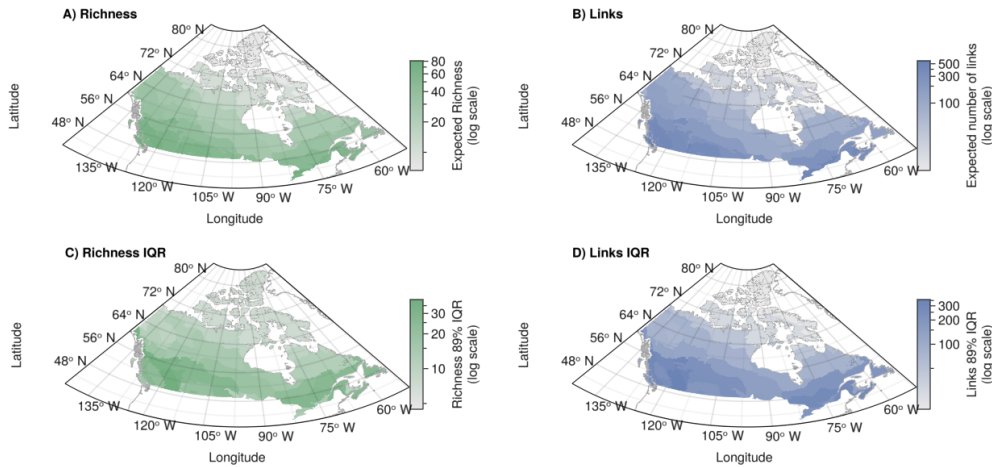 A) Richness
80° N
72° N
64° N
56° N
48° N
135° W
120° W
105° W
90° W
75° W
60° W
Latitude
Longitude
80
60
40
20
Expected Richness
(log scale)
B) Links
80° N
72° N
64° N
56° N
48° N
135° W
120° W
105° W
90° W
75° W
60° W
Latitude
Longitude
500
300
100
Expected number of links
(log scale)
C) Richness IQR
80° N
72° N
64° N
56° N
48° N
135° W
120° W
105° W
90° W
75° W
60° W
Latitude
Longitude
30
20
10
Richness 89% IQR
(log scale)
D) Links IQR
80° N
72° N
64° N
56° N
48° N
135° W
120° W
105° W
90° W
75° W
60° W
Latitude
Longitude
300
200
100
Links 89% IQR
(log scale)